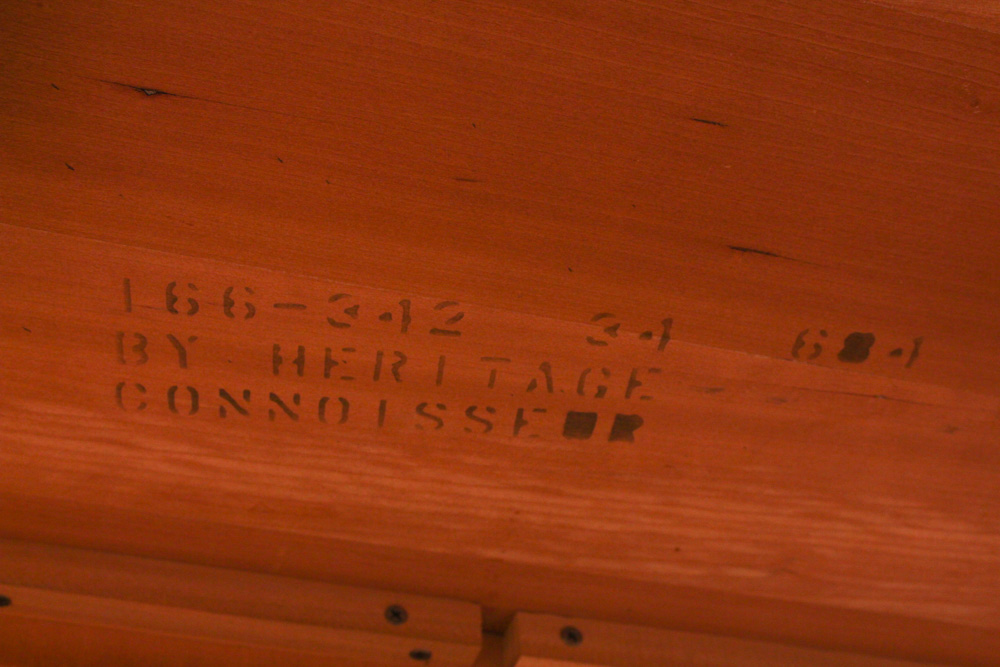 166-342 34
BY HERITAGE
CONNOISSEUR